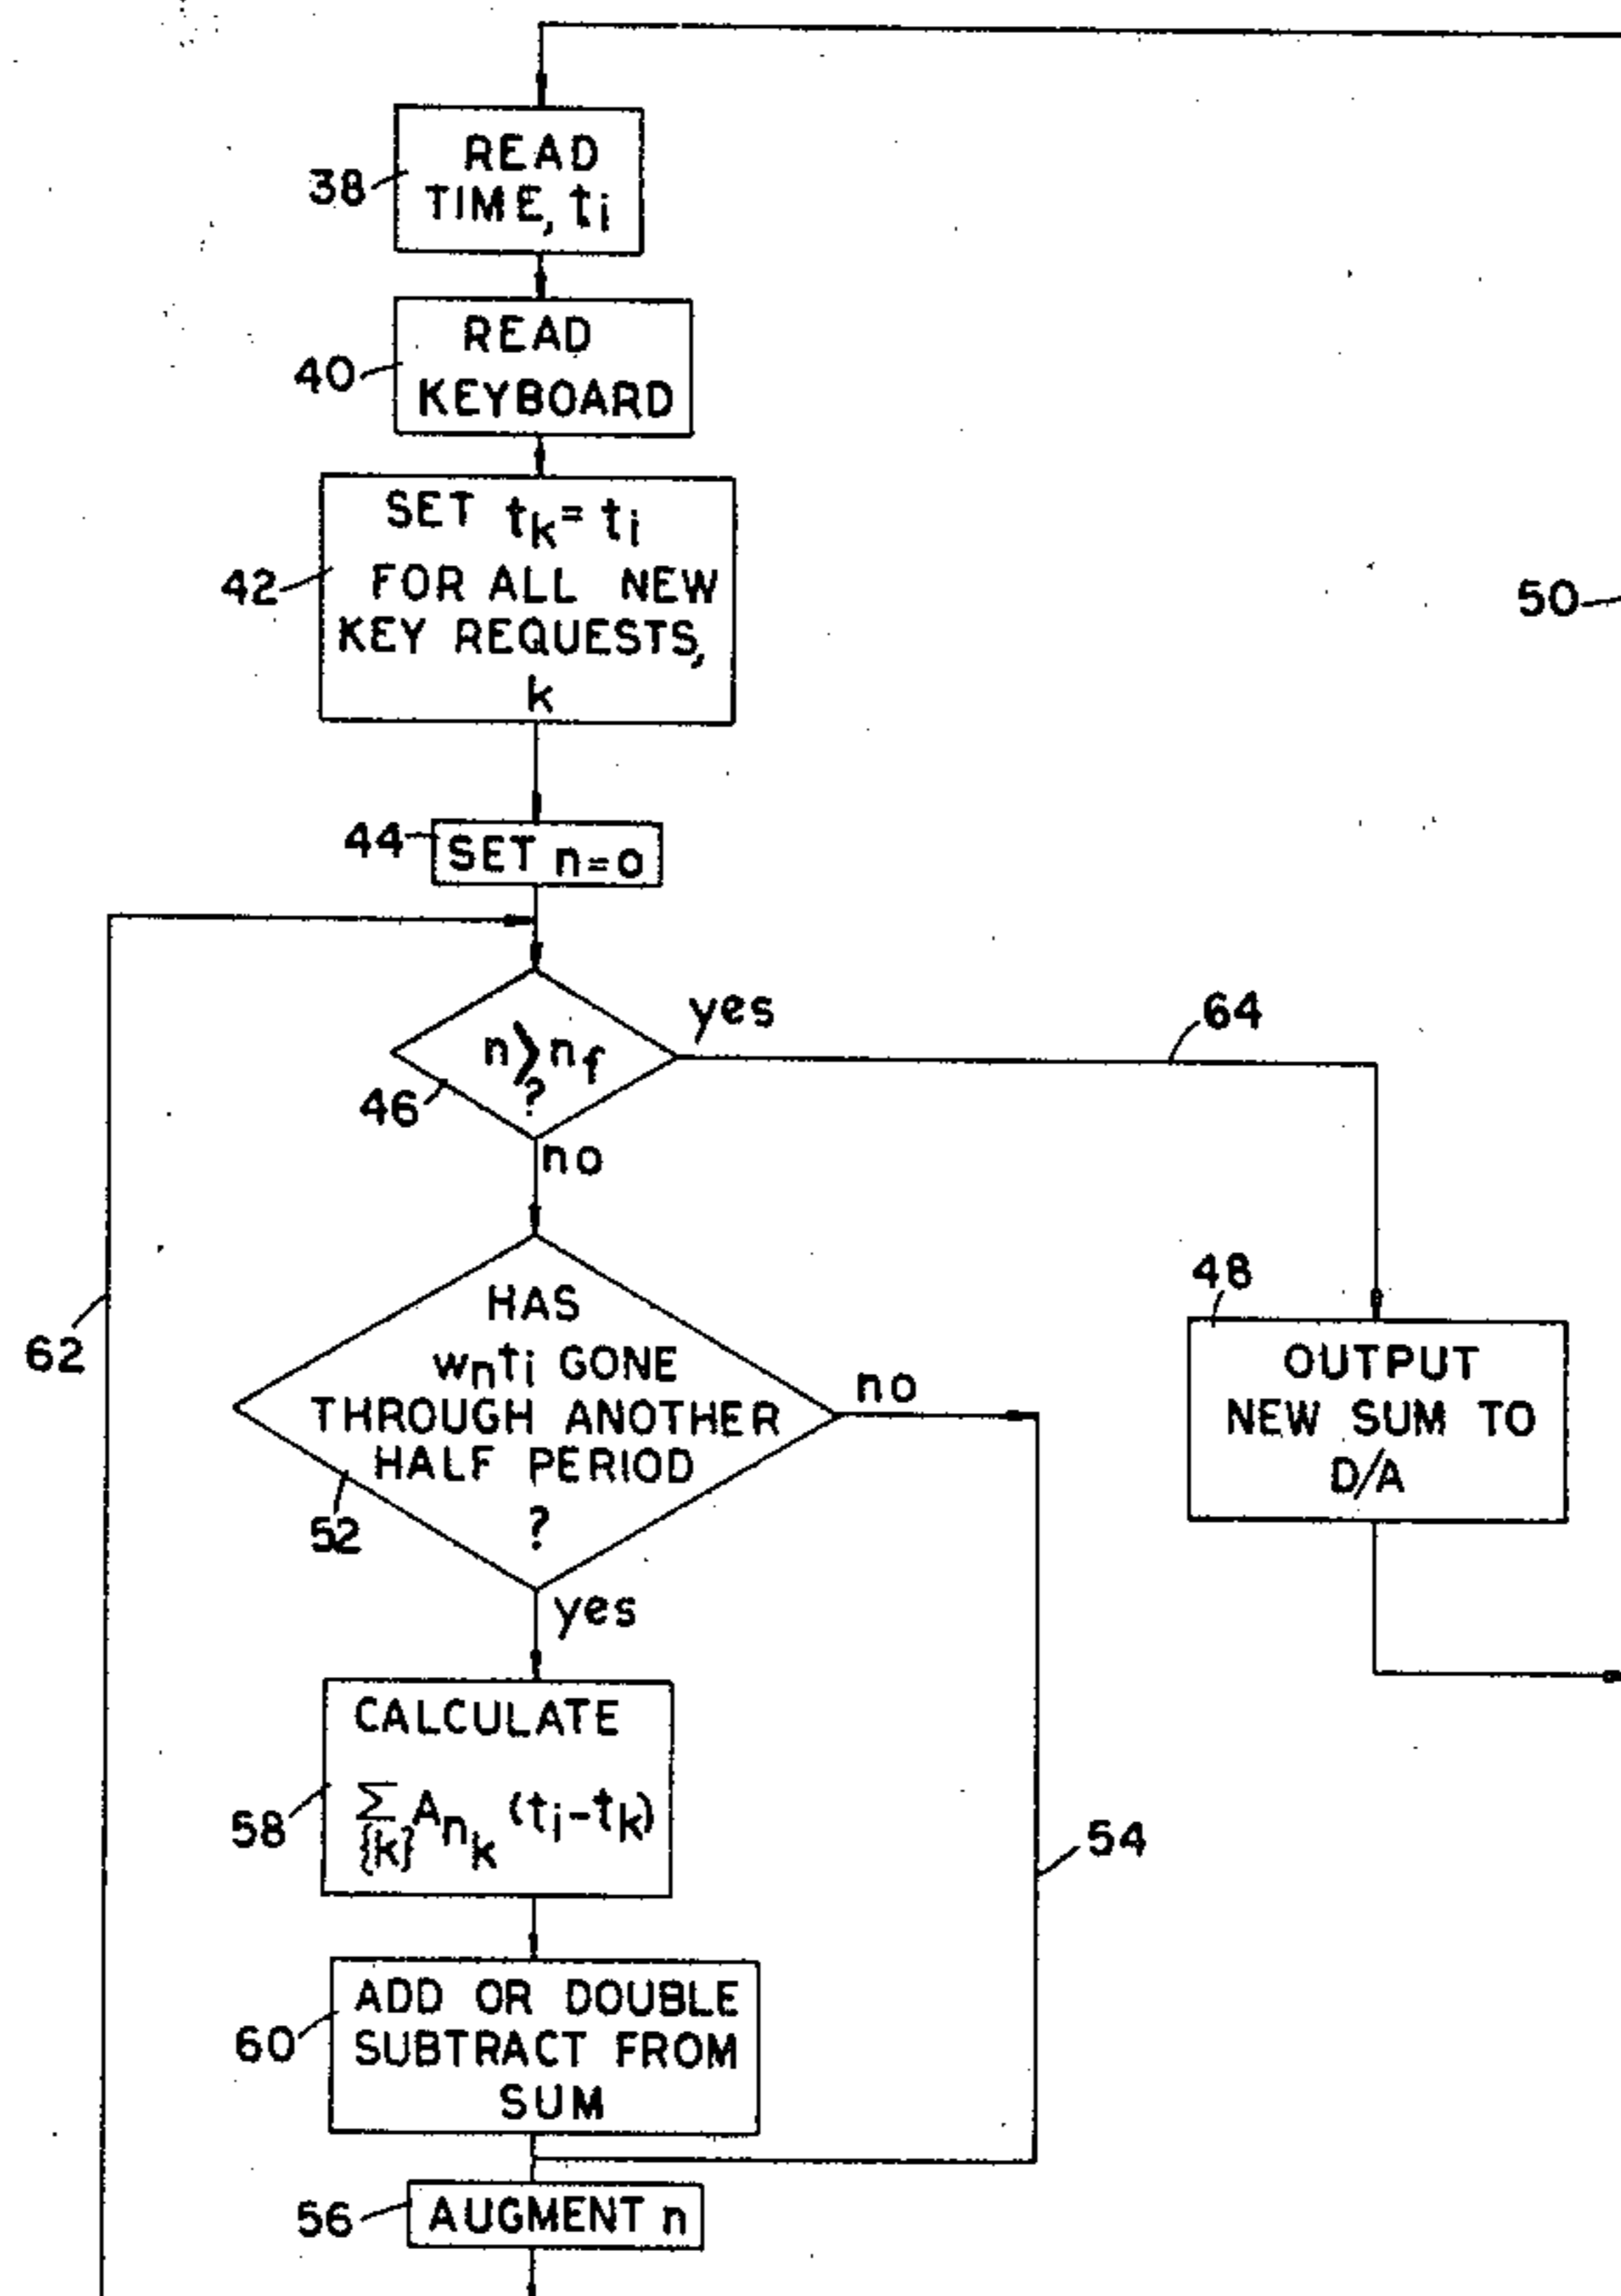 READ
TIME, ti
38
READ
KEYBOARD
40
SET tk = ti
FOR ALL NEW
KEY REQUESTS,
k
42
50
44
SET n=0
n > nf
?
46
yes
64
no
HAS
wnti GONE
THROUGH ANOTHER
HALF PERIOD
?
52
no
62
48
OUTPUT
NEW SUM TO
D/A
yes
CALCULATE
Σ Ank (ti-tk)
{k}
58
54
ADD OR DOUBLE
SUBTRACT FROM
SUM
60
56
AUGMENT n